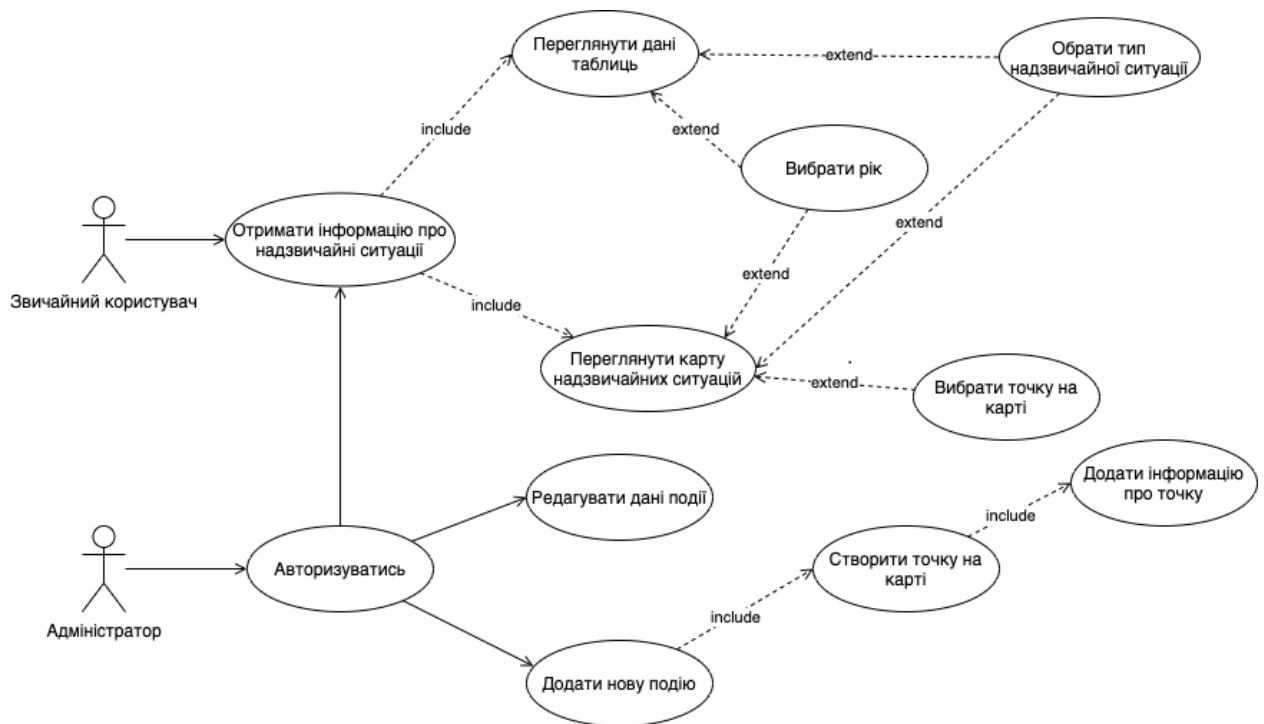 Переглянути дані
таблиць
extend
Обрати тип
надзвичайної ситуації
include
extend
Вибрати рік
Отримати інформацію про
надзвичайні ситуації
extend
Звичайний користувач
extend
include
Переглянути карту
надзвичайних ситуацій
extend
Вибрати точку на
карті
Редагувати дані події
Додати інформацію
про точку
include
Авторизуватись
Створити точку на
карті
include
Адміністратор
Додати нову подію